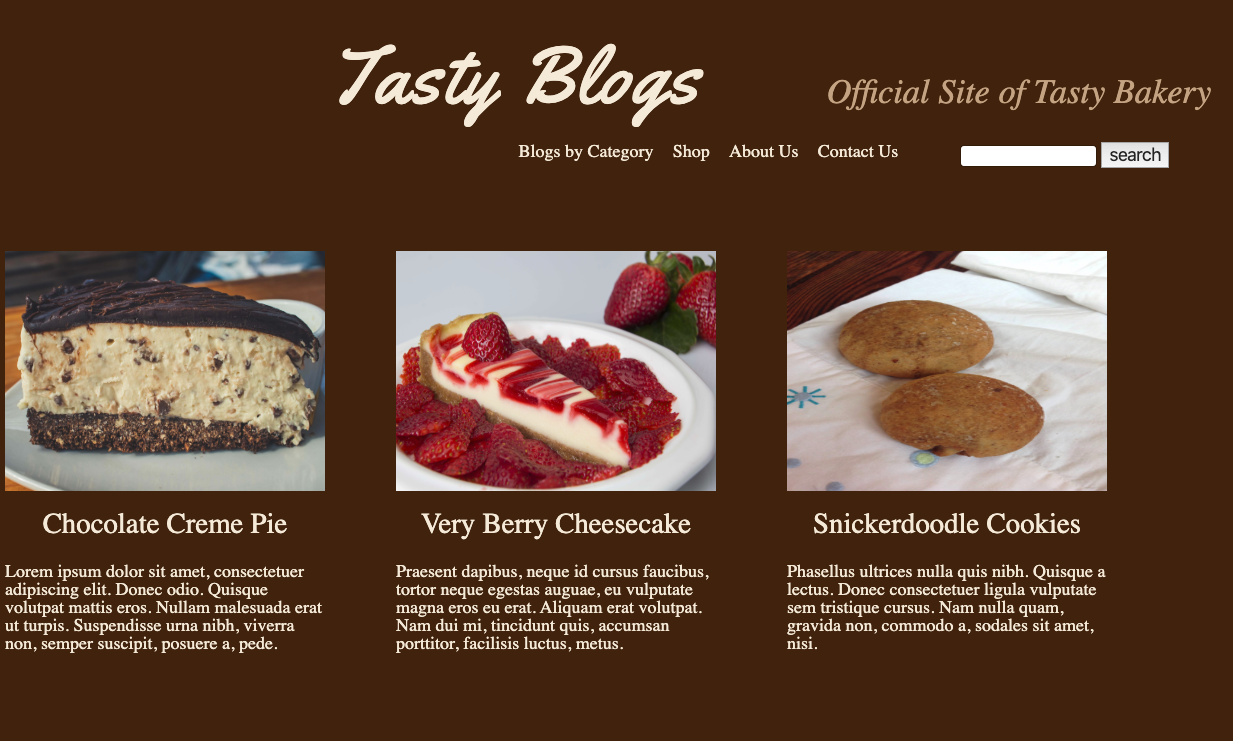 Tasty Blogs
Official Site of Tasty Bakery
Blogs by Category Shop About Us Contact Us search
Chocolate Creme Pie
Lorem ipsum dolor sit amet, consectetuer
adipiscing elit. Donec odio. Quisque
volutpat mattis eros. Nullam malesuada erat
ut turpis. Suspendisse urna nibh, viverra
non, semper suscipit, posuere a, pede.
Very Berry Cheesecake
Praesent dapibus, neque id cursus faucibus,
tortor neque egestas auguae, eu vulputate
magna eros eu erat. Aliquam erat volutpat.
Nam dui mi, tincidunt quis, accumsan
porttitor, facilisis luctus, metus.
Snickerdoodle Cookies
Phasellus ultrices nulla quis nibh. Quisque a
lectus. Donec consectetuer ligula vulputate
sem tristique cursus. Nam nulla quam,
gravida non, commodo a, sodales sit amet,
nisi.